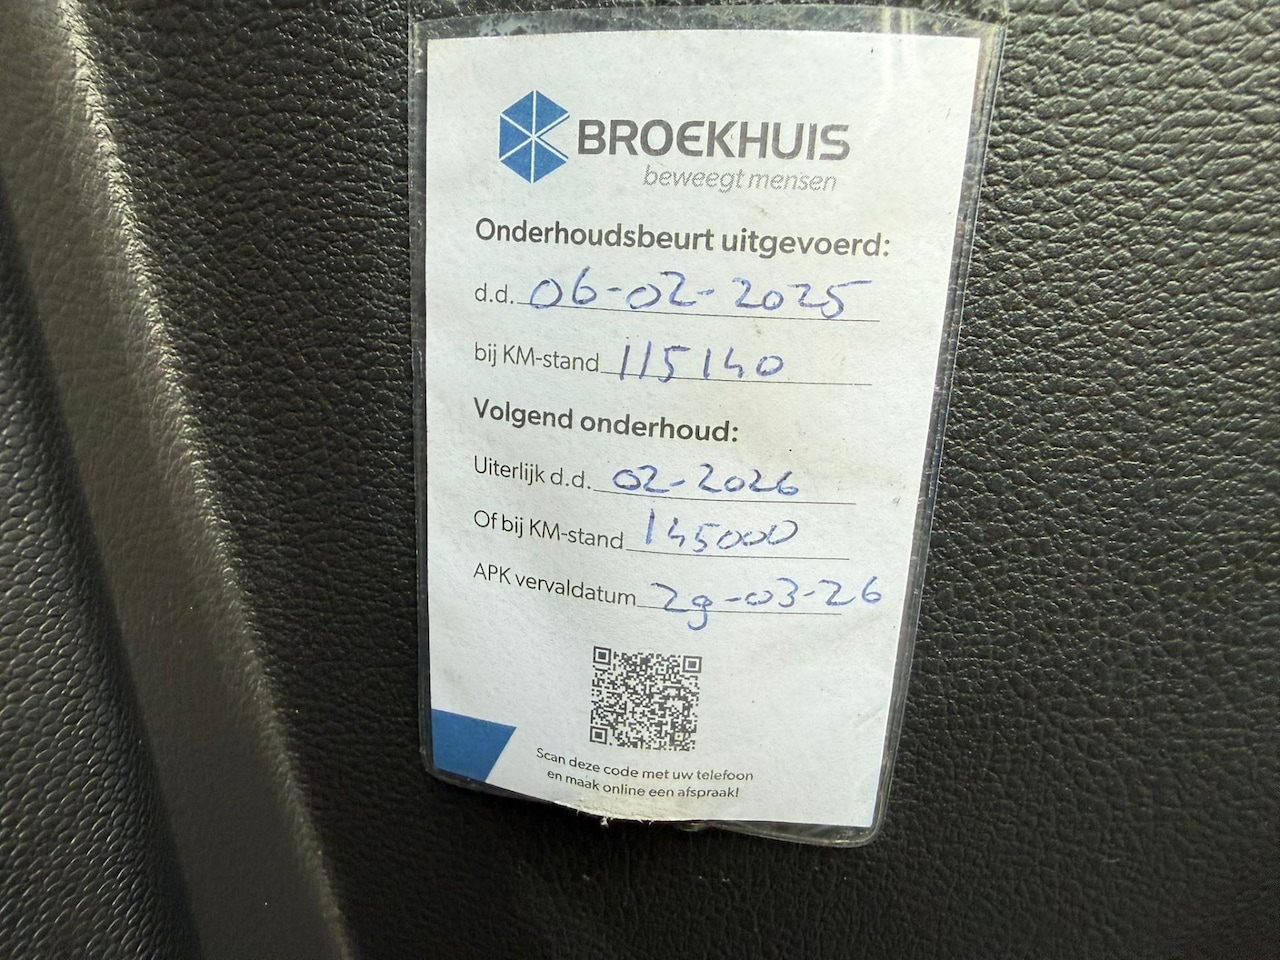 BROEKHUIS
beweegt mensen
Onderhoudsbeurt uitgevoerd:
d.d. 06-02-2025
bij KM-stand 115140
Volgend onderhoud:
Uiterlijk d.d. 02-2026
Of bij KM-stand 145000
APK vervaldatum 29-03-26
Scan deze code met uw telefoon
en maak online een afspraak!